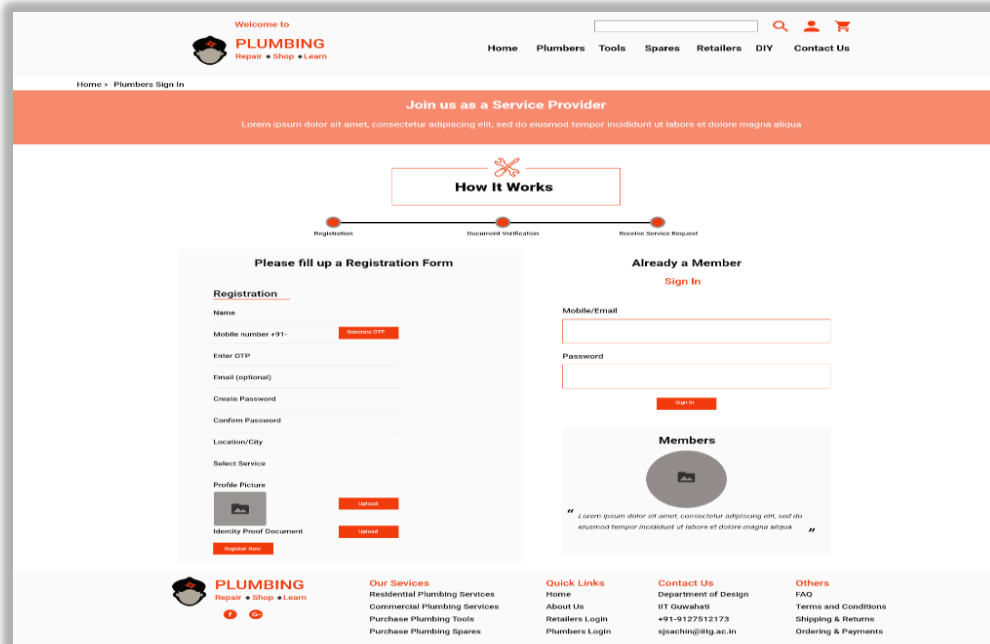 Welcome to
PLUMBING
Repair • Shop • Learn
Home Plumbers Tools Spares Retailers DIY Contact Us
Home > Plumbers Sign In
Join us as a Service Provider
Lorem ipsum dolor sit amet, consectetur adipiscing elit, sed do eiusmod tempor incididunt ut labore et dolore magna aliqua
How It Works
Registration Document Verification Receive Service Request
Please fill up a Registration Form
Registration
Name
Mobile number +91-
Generate OTP
Enter OTP
Email (optional)
Create Password
Confirm Password
Location/City
Select Service
Profile Picture
Upload
Identity Proof Document
Upload
Register Now
Already a Member
Sign In
Mobile/Email
Password
Sign In
Members
“ Lorem ipsum dolor sit amet, consectetur adipiscing elit, sed do
eiusmod tempor incididunt ut labore et dolore magna aliqua ”
PLUMBING
Repair • Shop • Learn
f G+
Our Sevices
Residential Plumbing Services
Commercial Plumbing Services
Purchase Plumbing Tools
Purchase Plumbing Spares
Quick Links
Home
About Us
Retailers Login
Plumbers Login
Contact Us
Department of Design
IIT Guwahati
+91-9127512173
sjsachin@iitg.ac.in
Others
FAQ
Terms and Conditions
Shipping & Returns
Ordering & Payments